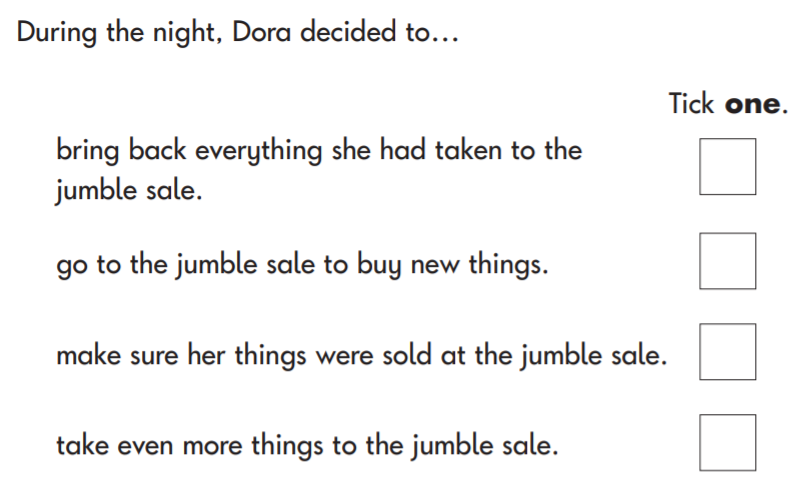 During the night, Dora decided to...
Tick one.
bring back everything she had taken to the
jumble sale.
go to the jumble sale to buy new things.
make sure her things were sold at the jumble sale.
take even more things to the jumble sale.